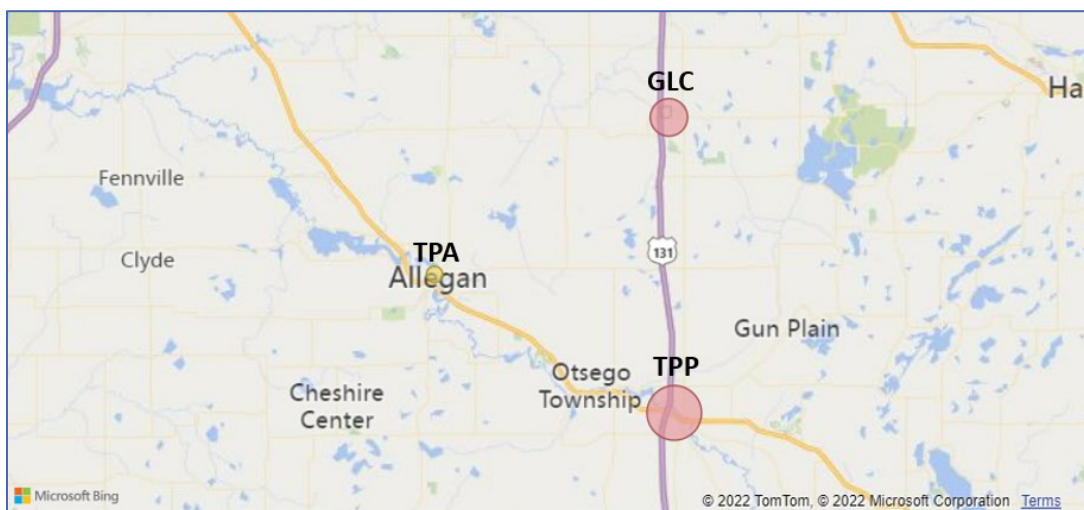 GLC
Ha
Fennville
TPA
Clyde
131
Allegan
Gun Plain
TPP
Otsego
Township
Cheshire
Center
Microsoft Bing
© 2022 TomTom, © 2022 Microsoft Corporation Terms